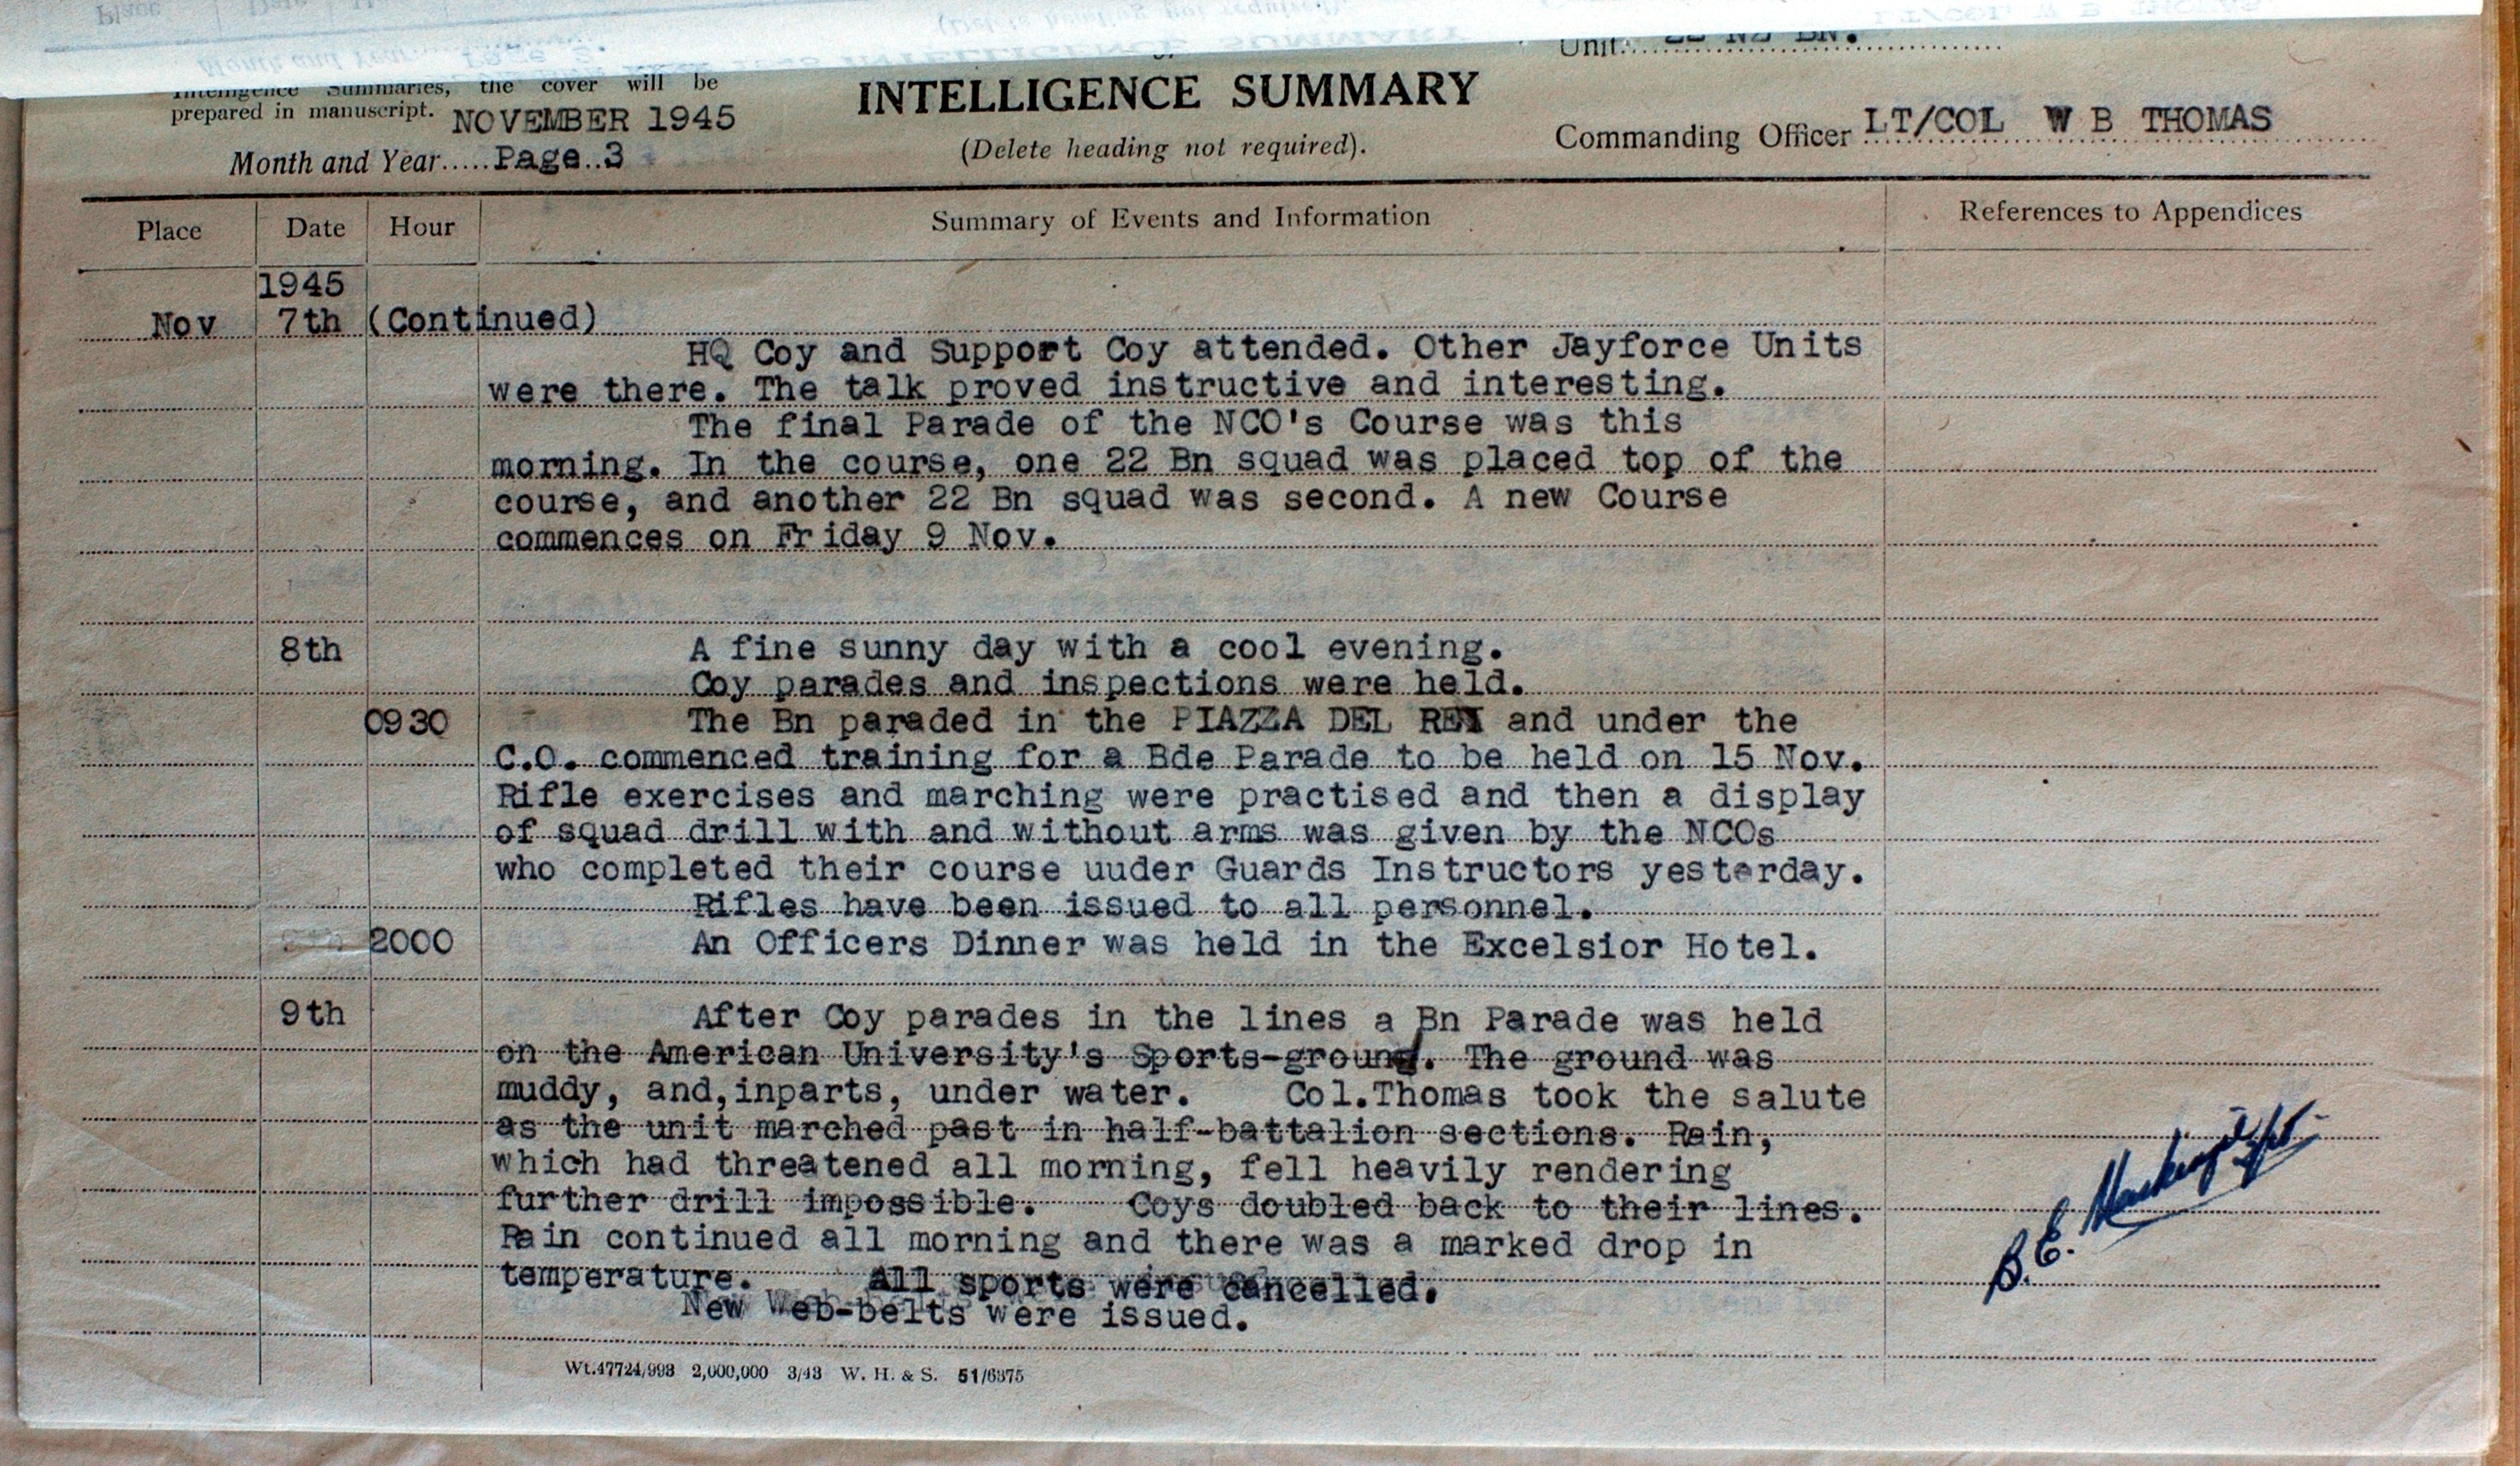 Unit
Intelligence Summaries, the cover will be
prepared in manuscript.
NOVEMBER 1945
Month and Year.....Page..3
INTELLIGENCE SUMMARY
(Delete heading not required).
Commanding Officer LT/COL W B THOMAS
Place Date Hour Summary of Events and Information References to Appendices
1945
Nov 7th (Continued)
HQ Coy and Support Coy attended. Other Jayforce Units
were there. The talk proved instructive and interesting.
The final Parade of the NCO's Course was this
morning. In the course, one 22 Bn squad was placed top of the
course, and another 22 Bn squad was second. A new Course
commences on Friday 9 Nov.
8th A fine sunny day with a cool evening.
Coy parades and inspections were held.
0930 The Bn paraded in the PIAZZA DEL REI and under the
C.O. commenced training for a Bde Parade to be held on 15 Nov.
Rifle exercises and marching were practised and then a display
of squad drill with and without arms was given by the NCOs
who completed their course uuder Guards Instructors yesterday.
Rifles have been issued to all personnel.
2000 An Officers Dinner was held in the Excelsior Hotel.
9th After Coy parades in the lines a Bn Parade was held
on the American University's Sports-ground. The ground was
muddy, and,inparts, under water. Col.Thomas took the salute
as the unit marched past in half-battalion sections. Rain,
which had threatened all morning, fell heavily rendering
further drill impossible. Coys doubled back to their lines.
Rain continued all morning and there was a marked drop in
temperature. All sports were cancelled.
New Web-belts were issued.
B.E.
Wt.47724/993 2,000,000 3/43 W. H. & S. 51/6375